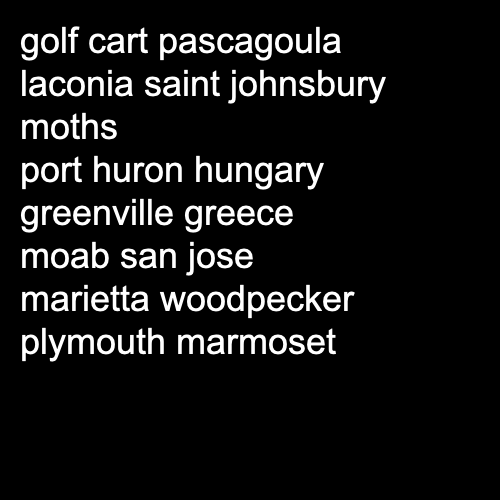 golf cart pascagoula
laconia saint johnsbury
moths
port huron hungary
greenville greece
moab san jose
marietta woodpecker
plymouth marmoset